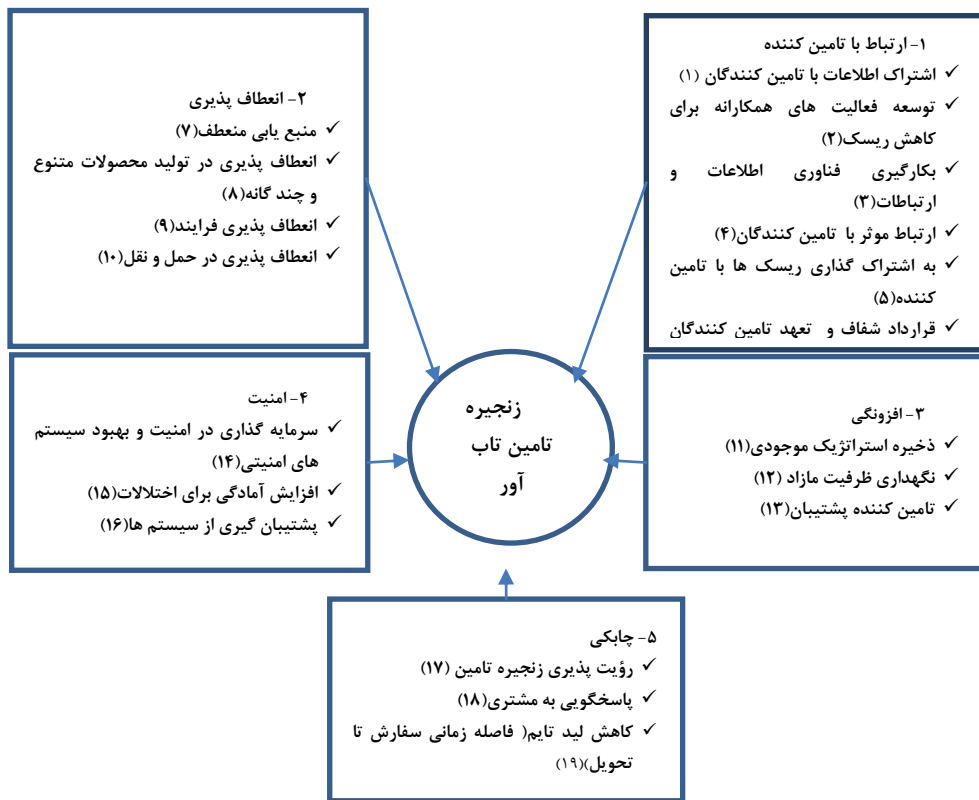 ۱- ارتباط با تامین کننده
✓ اشتراک اطلاعات با تامین کنندگان (۱)
✓ توسعه فعالیت های همکارانه برای
کاهش ریسک(۲)
✓ بکارگیری فناوری اطلاعات و
ارتباطات(۳)
✓ ارتباط موثر با تامین کنندگان(۴)
✓ به اشتراک گذاری ریسک ها با تامین
کننده(۵)
✓ قرارداد شفاف و تعهد تامین کنندگان
۲- انعطاف پذیری
✓ منبع یابی منعطف(۷)
✓ انعطاف پذیری در تولید محصولات متنوع
و چند گانه(۸)
✓ انعطاف پذیری فرایند(۹)
✓ انعطاف پذیری در حمل و نقل(۱۰)
زنجیره
تامین تاب
آور
۳- افزونگی
✓ ذخیره استراتژیک موجودی(۱۱)
✓ نگهداری ظرفیت مازاد (۱۲)
✓ تامین کننده پشتیبان(۱۳)
۴- امنیت
✓ سرمایه گذاری در امنیت و بهبود سیستم
های امنیتی(۱۴)
✓ افزایش آمادگی برای اختلالات(۱۵)
✓ پشتیبان گیری از سیستم ها(۱۶)
۵- چابکی
✓ رؤیت پذیری زنجیره تامین (۱۷)
✓ پاسخگویی به مشتری(۱۸)
✓ کاهش لید تایم( فاصله زمانی سفارش تا
تحویل)(۱۹)